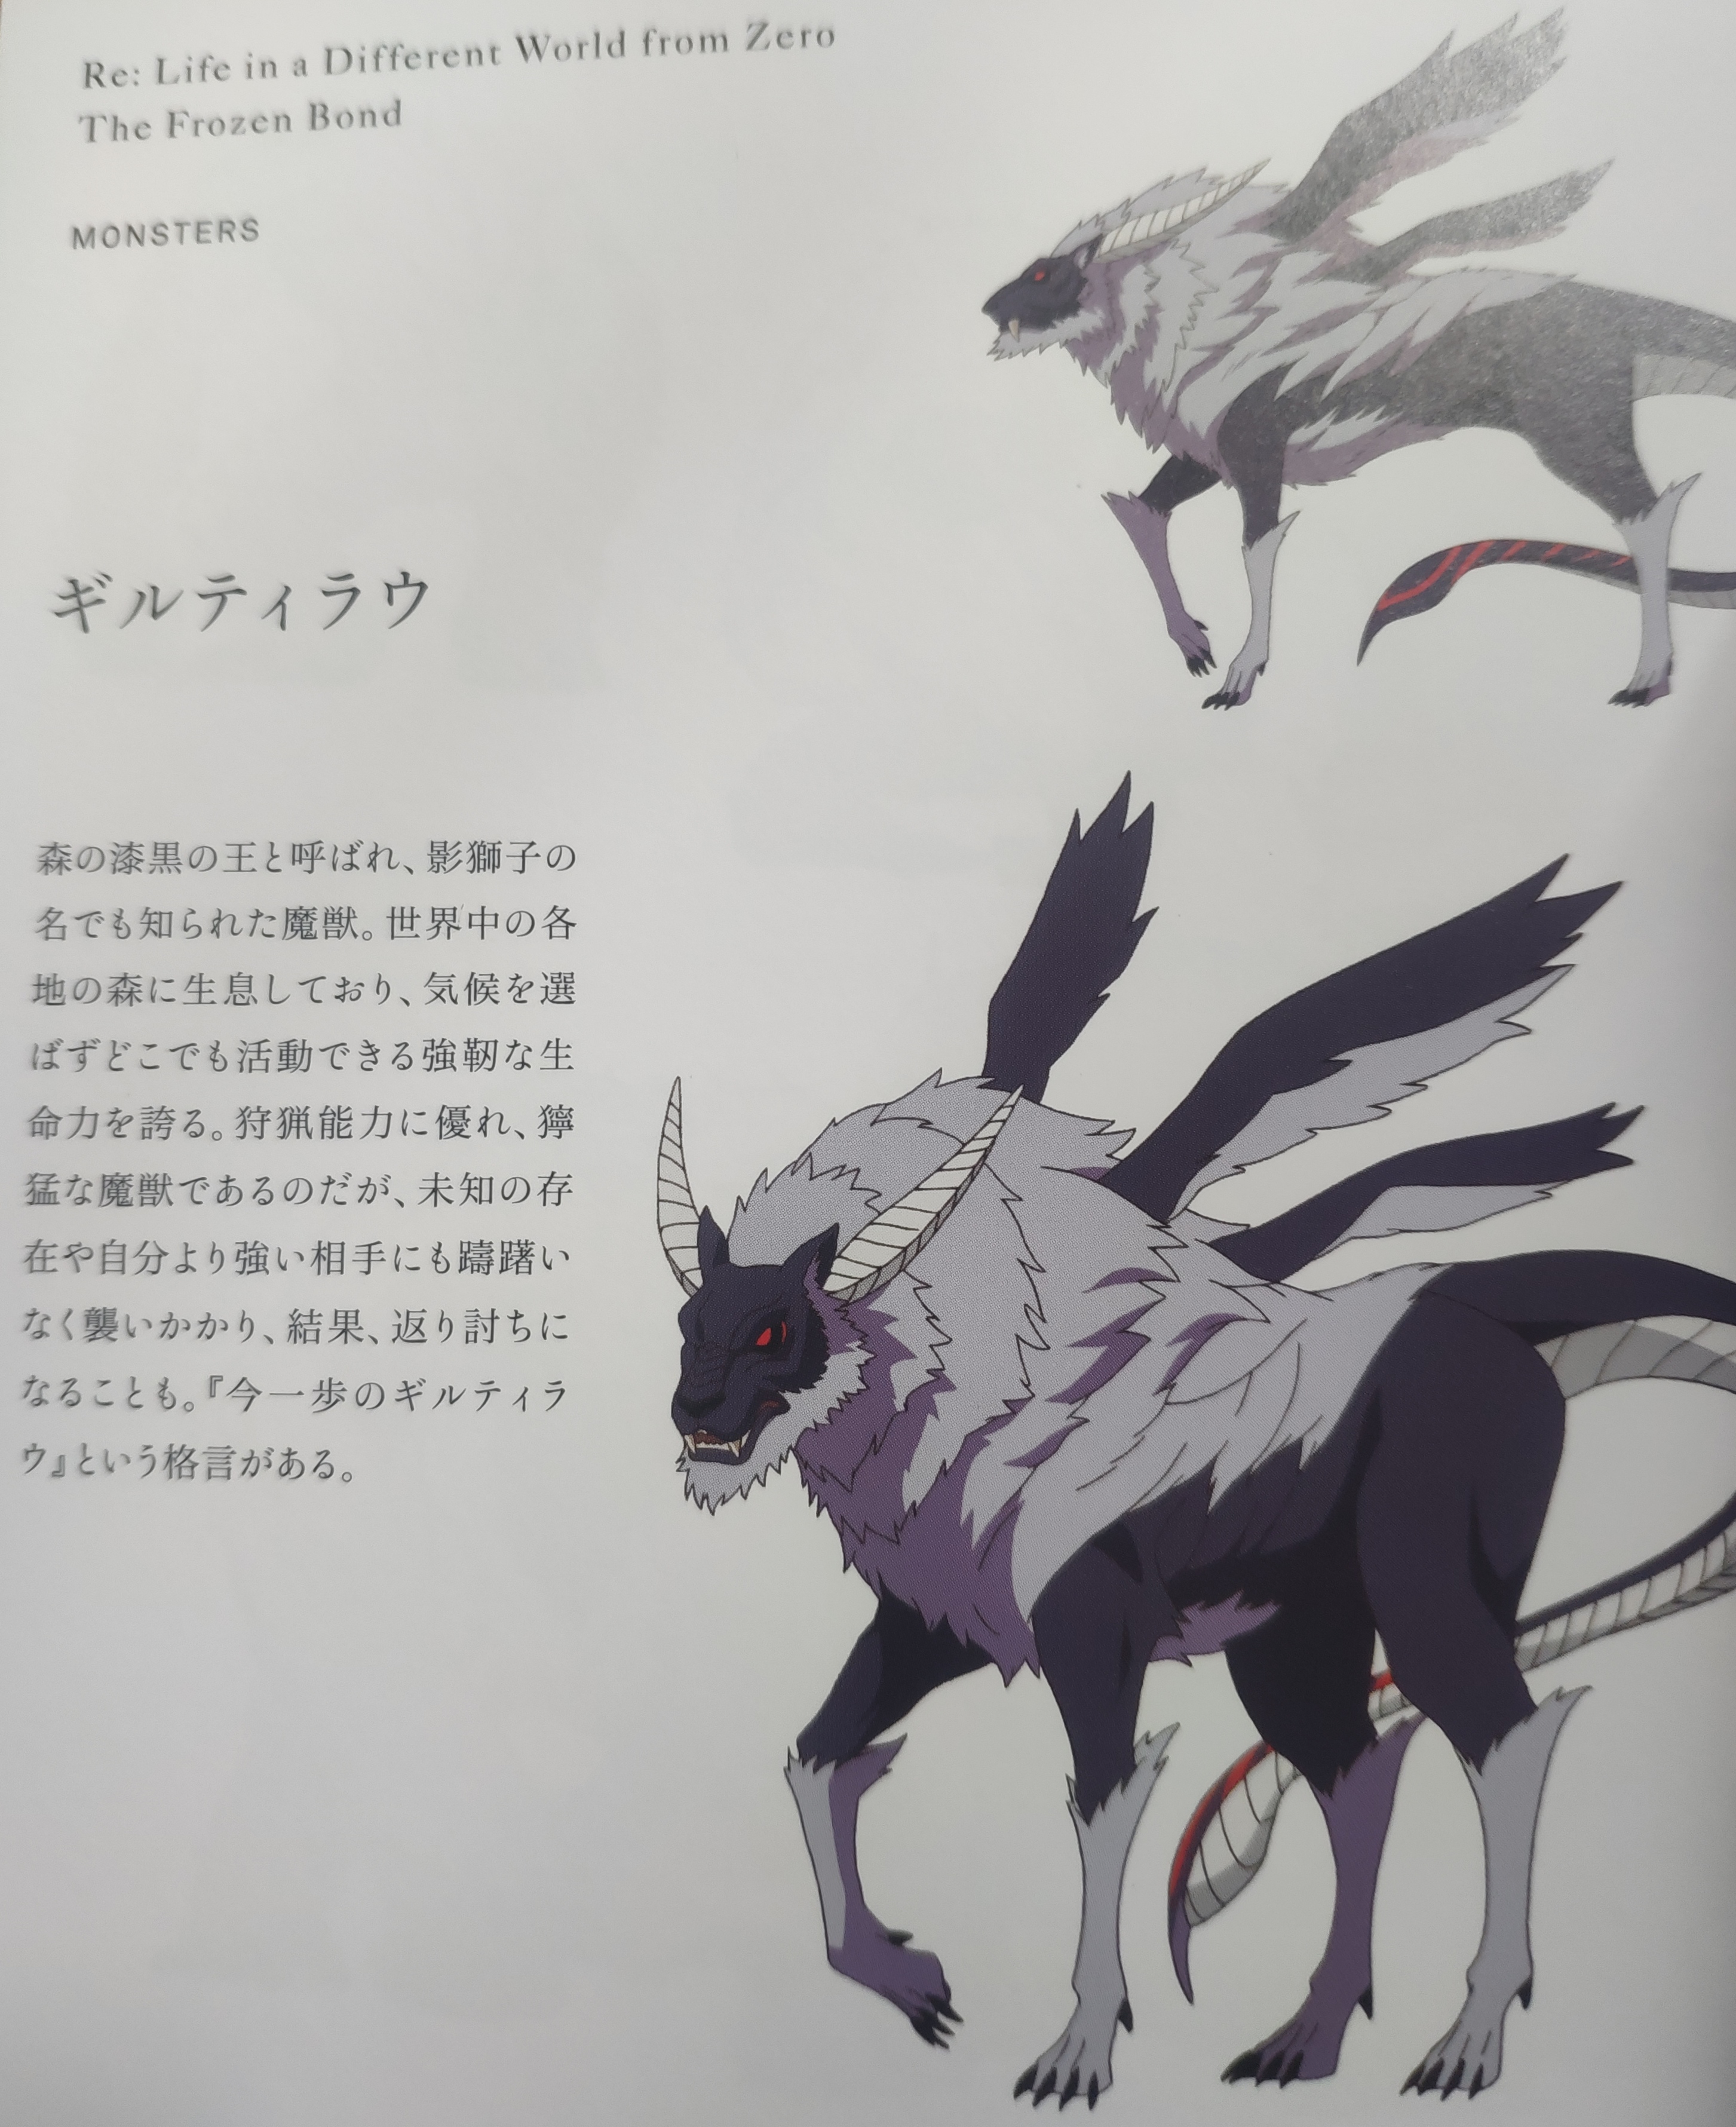 Re: Life in a Different World from Zero
The Frozen Bond
MONSTERS
ギルティラウ
森の漆黒の王と呼ばれ、影獅子の
名でも知られた魔獣。世界中の各
地の森に生息しており、気候を選
ばずどこでも活動できる強靭な生
命力を誇る。狩猟能力に優れ、獰
猛な魔獣であるのだが、未知の存
在や自分より強い相手にも躊躇い
なく襲いかかり、結果、返り討ちに
なることも。『今一歩のギルティラ
ウ』という格言がある。